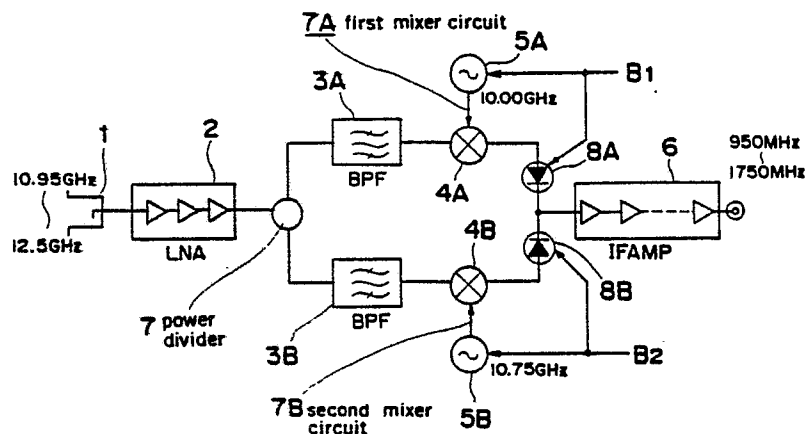 7A first mixer circuit
5A
B1
10.00GHz
3A
BPF
4A
8A
1
2
6
950MHz
~
1750MHz
10.95GHz
~
12.5GHz
LNA
IFAMP
7 power
divider
4B
8B
3B
BPF
10.75GHz
B2
7B second mixer
circuit
5B